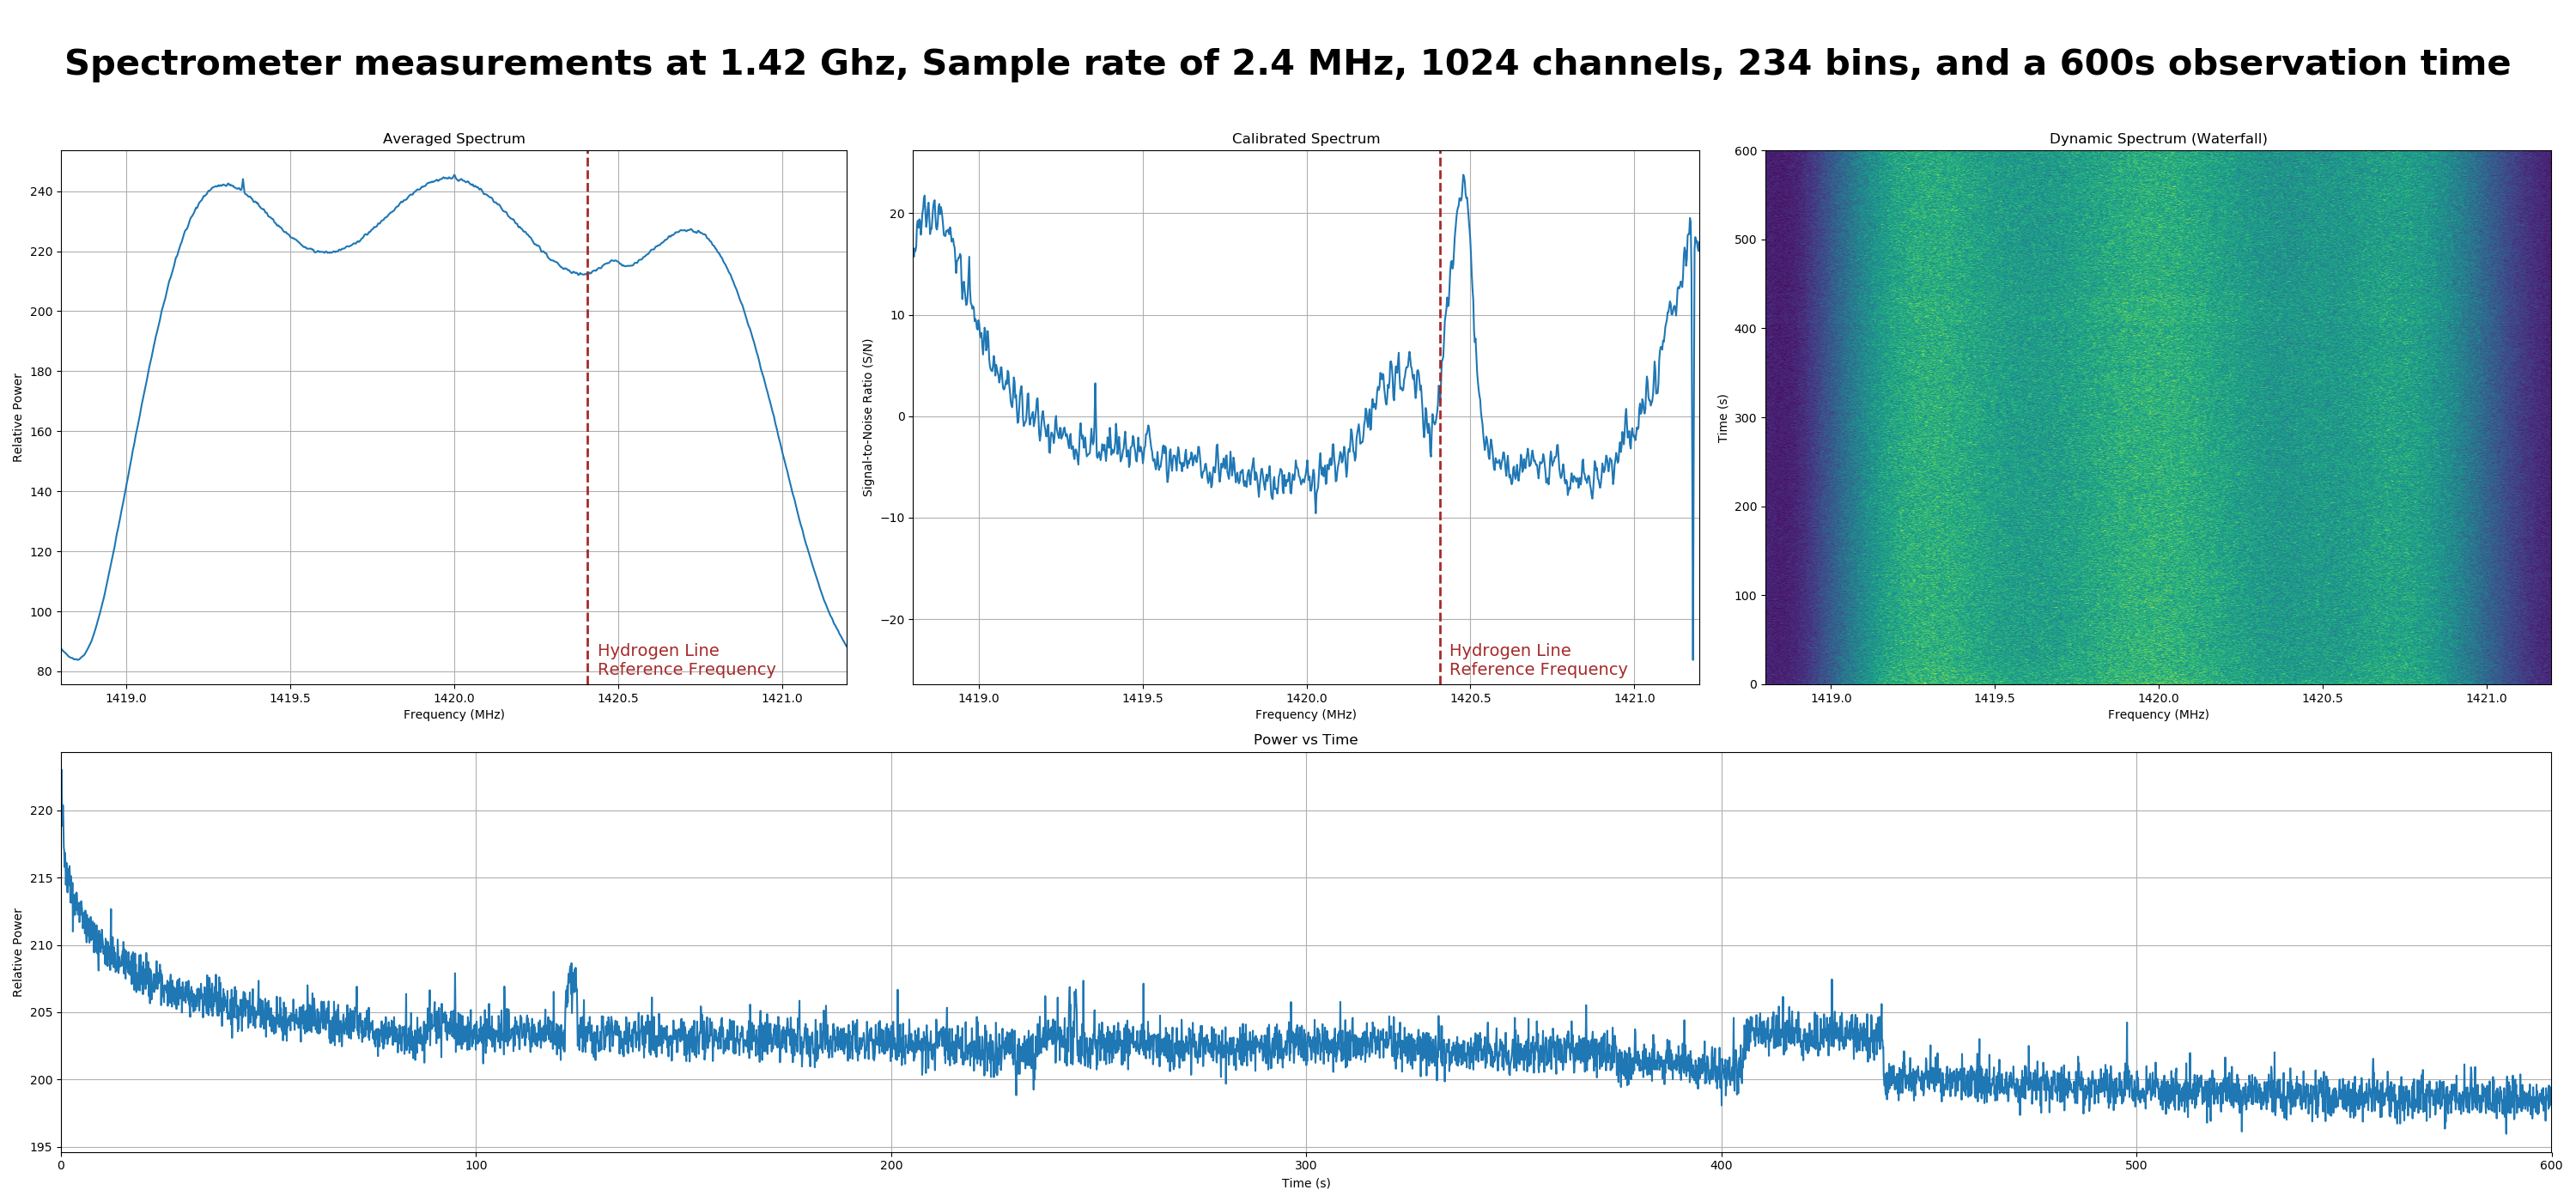 Spectrometer measurements at 1.42 Ghz, Sample rate of 2.4 MHz, 1024 channels, 234 bins, and a 600s observation time
Averaged Spectrum
240
220
200
180
160
140
120
100
80
Relative Power
Hydrogen Line
Reference Frequency
1419.0 1419.5 1420.0 1420.5 1421.0
Frequency (MHz)
Calibrated Spectrum
20
10
0
−10
−20
Signal-to-Noise Ratio (S/N)
Hydrogen Line
Reference Frequency
1419.0 1419.5 1420.0 1420.5 1421.0
Frequency (MHz)
Dynamic Spectrum (Waterfall)
600
500
400
300
200
100
0
Time (s)
1419.0 1419.5 1420.0 1420.5 1421.0
Frequency (MHz)
Power vs Time
220
215
210
205
200
195
Relative Power
0 100 200 300 400 500 600
Time (s)